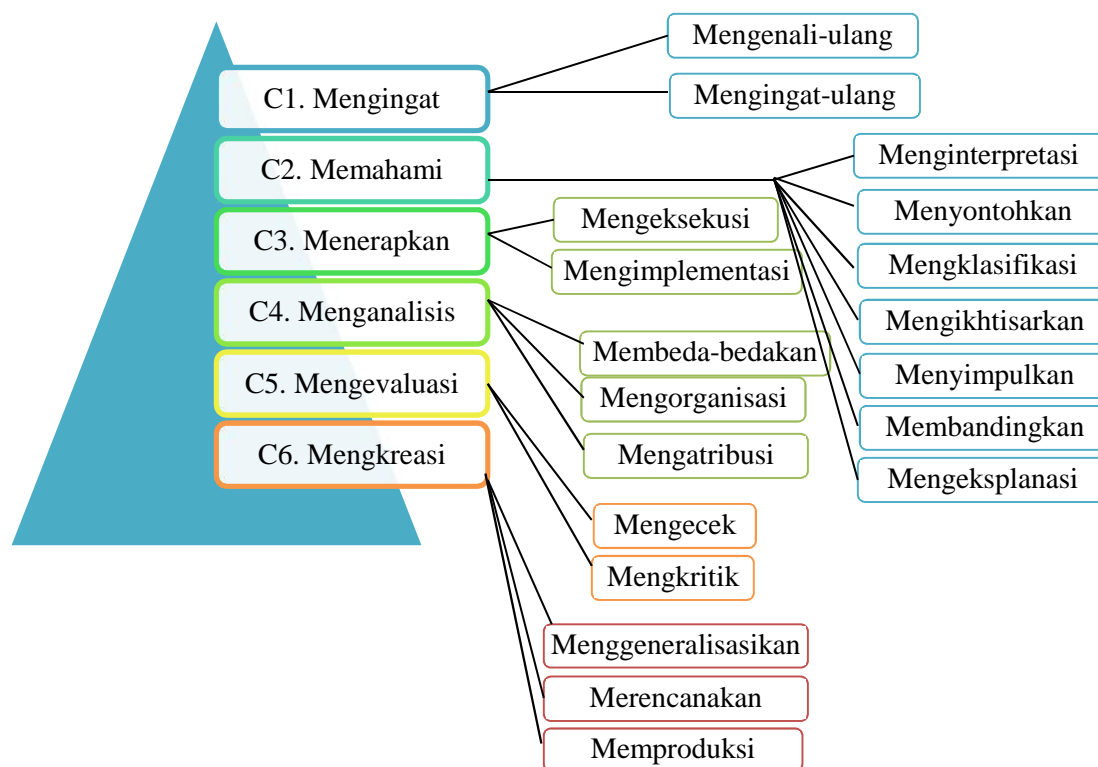 C1. Mengingat
Mengenali-ulang
Mengingat-ulang
C2. Memahami
Menginterpretasi
Menyontohkan
Mengklasifikasi
Mengikhtisarkan
Menyimpulkan
Membandingkan
Mengeksplanasi
C3. Menerapkan
Mengeksekusi
Mengimplementasi
C4. Menganalisis
Membeda-bedakan
Mengorganisasi
Mengatribusi
C5. Mengevaluasi
Mengecek
Mengkritik
C6. Mengkreasi
Menggeneralisasikan
Merencanakan
Memproduksi